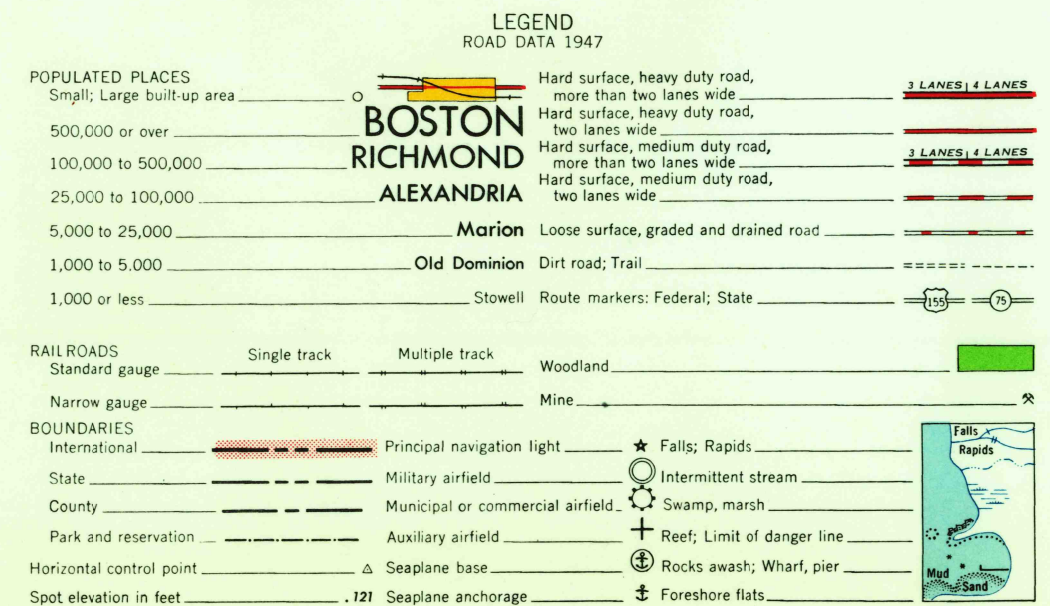 LEGEND
ROAD DATA 1947
POPULATED PLACES
Small; Large built-up area
500,000 or over BOSTON
100,000 to 500,000 RICHMOND
25,000 to 100,000 ALEXANDRIA
5,000 to 25,000 Marion
1,000 to 5.000 Old Dominion
1,000 or less Stowell
Hard surface, heavy duty road,
more than two lanes wide 3 LANES 4 LANES
Hard surface, heavy duty road,
two lanes wide
Hard surface, medium duty road,
more than two lanes wide 3 LANES 4 LANES
Hard surface, medium duty road,
two lanes wide
Loose surface, graded and drained road
Dirt road; Trail
Route markers: Federal; State 155 75
RAILROADS Single track Multiple track
Standard gauge
Narrow gauge
Woodland
Mine
BOUNDARIES
International
State
County
Park and reservation
Horizontal control point
Spot elevation in feet .121
Principal navigation light
Military airfield
Municipal or commercial airfield
Auxiliary airfield
Seaplane base
Seaplane anchorage
Falls; Rapids
Intermittent stream
Swamp, marsh
Reef; Limit of danger line
Rocks awash; Wharf, pier
Foreshore flats
Falls
Rapids
Mud
Sand